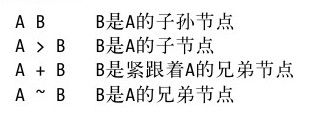 A B B是A的子孙节点
A > B B是A的子节点
A + B B是紧跟着A的兄弟节点
A ~ B B是A的兄弟节点